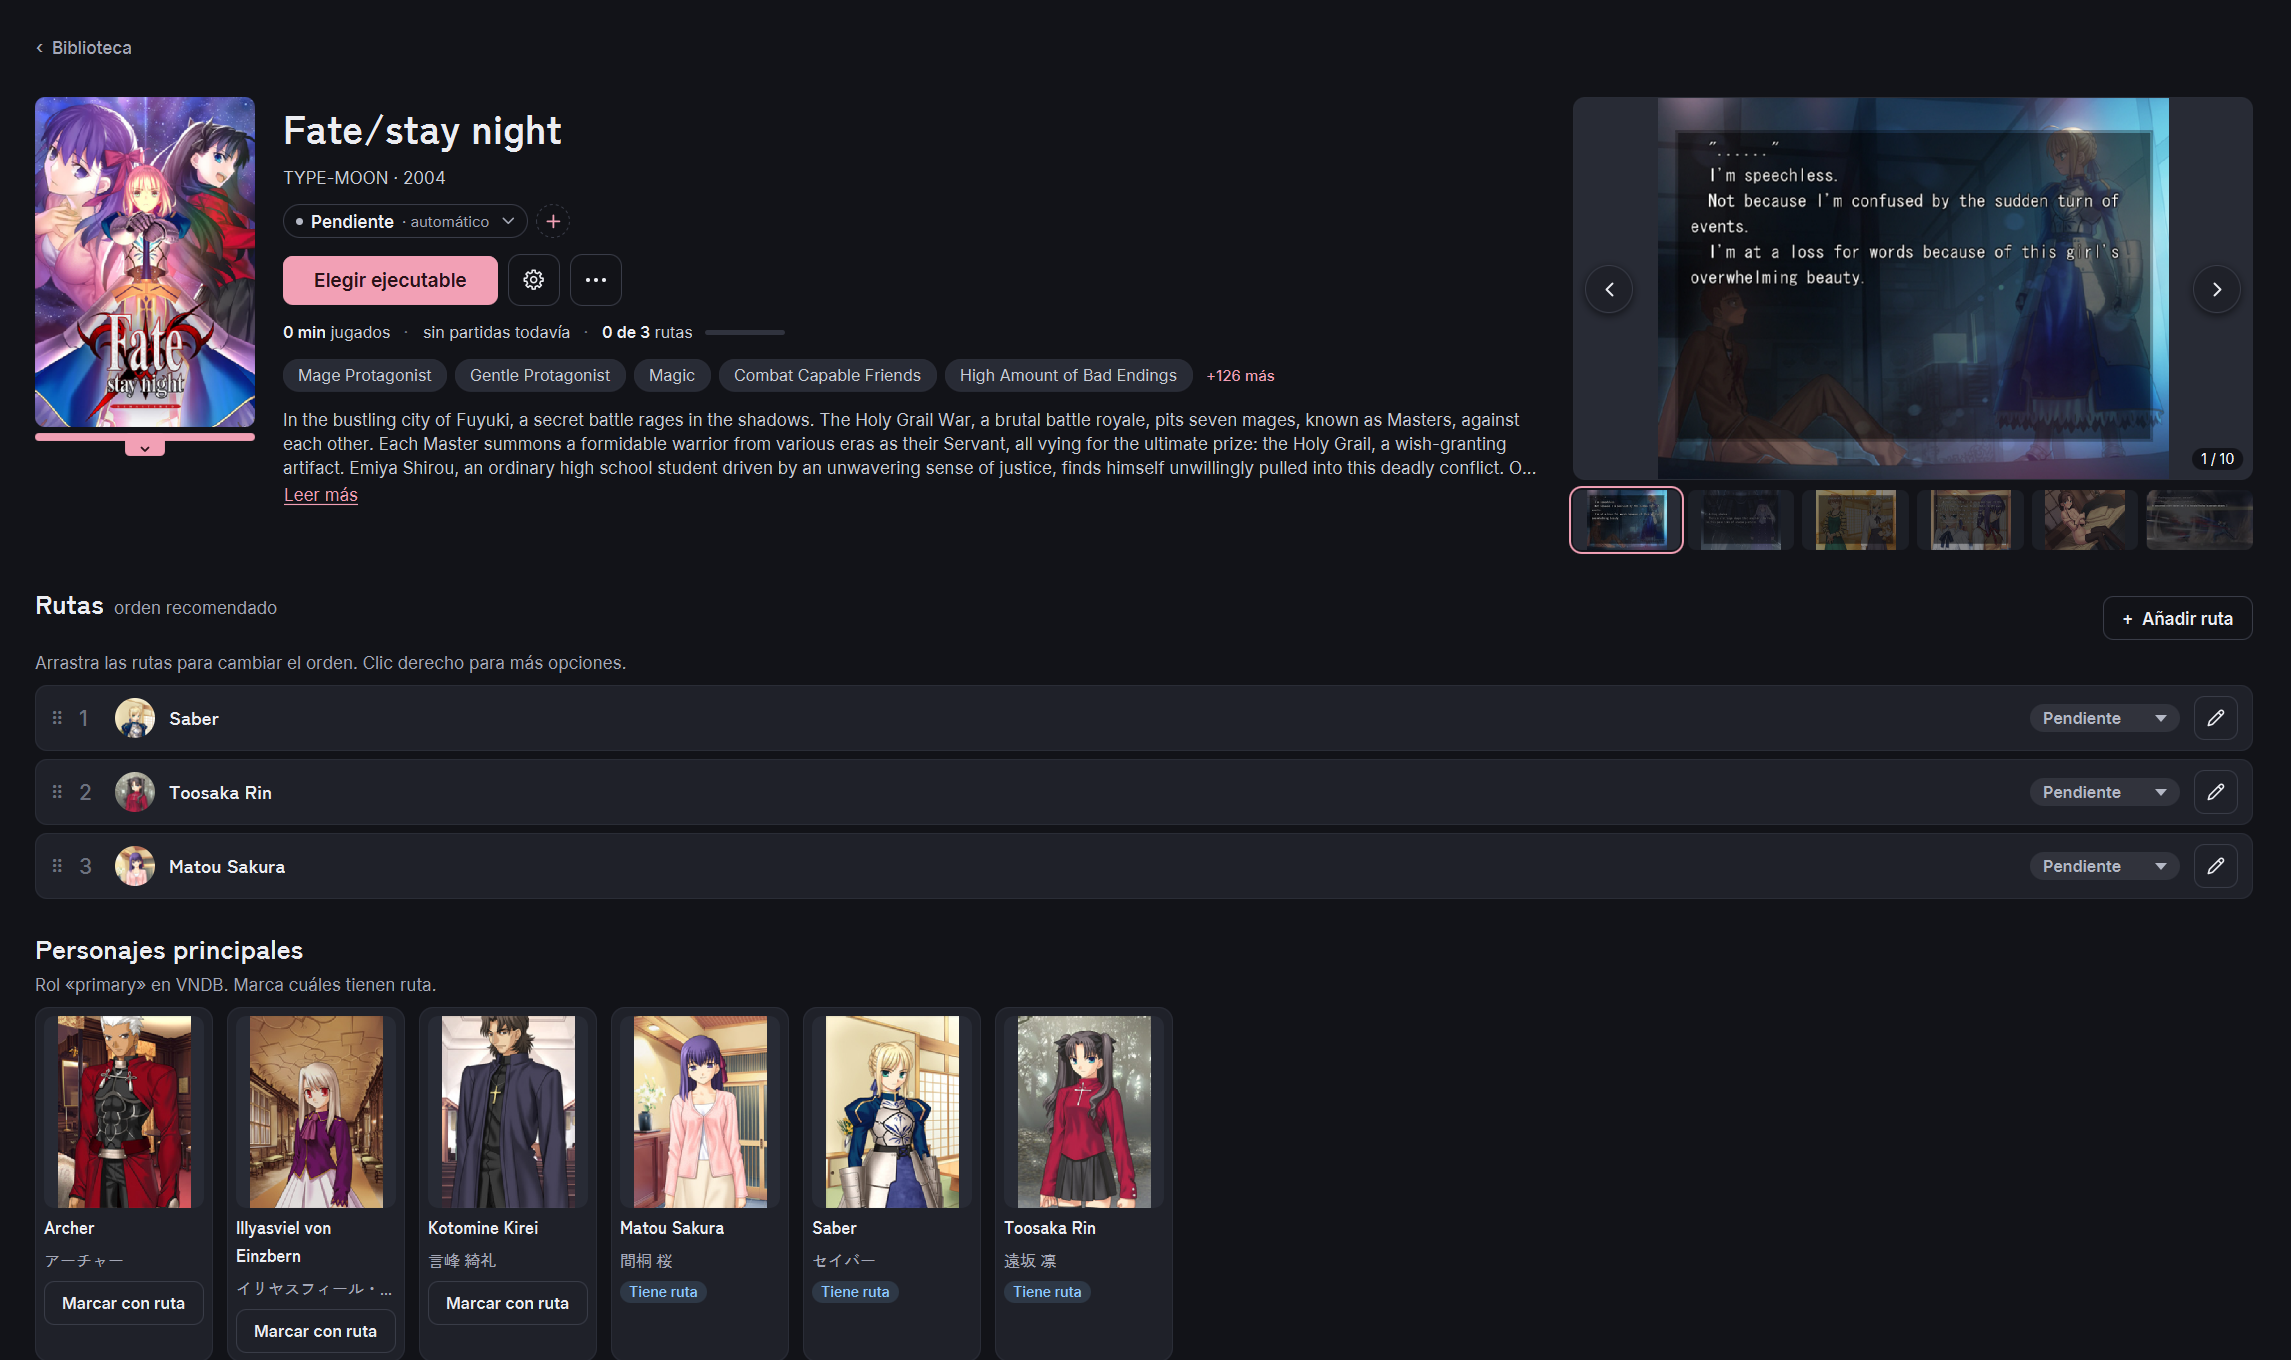 ‹ Biblioteca
Fate
stay night
Fate/stay night
TYPE-MOON · 2004
Pendiente · automático
+
Elegir ejecutable
0 min jugados · sin partidas todavía · 0 de 3 rutas
Mage Protagonist
Gentle Protagonist
Magic
Combat Capable Friends
High Amount of Bad Endings
+126 más
In the bustling city of Fuyuki, a secret battle rages in the shadows. The Holy Grail War, a brutal battle royale, pits seven mages, known as Masters, against
each other. Each Master summons a formidable warrior from various eras as their Servant, all vying for the ultimate prize: the Holy Grail, a wish-granting
artifact. Emiya Shirou, an ordinary high school student driven by an unwavering sense of justice, finds himself unwillingly pulled into this deadly conflict. O...
Leer más
"......"
I'm speechless.
Not because I'm confused by the sudden turn of
events.
I'm at a loss for words because of this girl's
overwhelming beauty.
1 / 10
Rutas orden recomendado
+ Añadir ruta
Arrastra las rutas para cambiar el orden. Clic derecho para más opciones.
1 Saber Pendiente
2 Toosaka Rin Pendiente
3 Matou Sakura Pendiente
Personajes principales
Rol «primary» en VNDB. Marca cuáles tienen ruta.
Archer
アーチャー
Marcar con ruta
Illyasviel von
Einzbern
イリヤスフィール・...
Marcar con ruta
Kotomine Kirei
言峰 綺礼
Marcar con ruta
Matou Sakura
間桐 桜
Tiene ruta
Saber
セイバー
Tiene ruta
Toosaka Rin
遠坂 凛
Tiene ruta